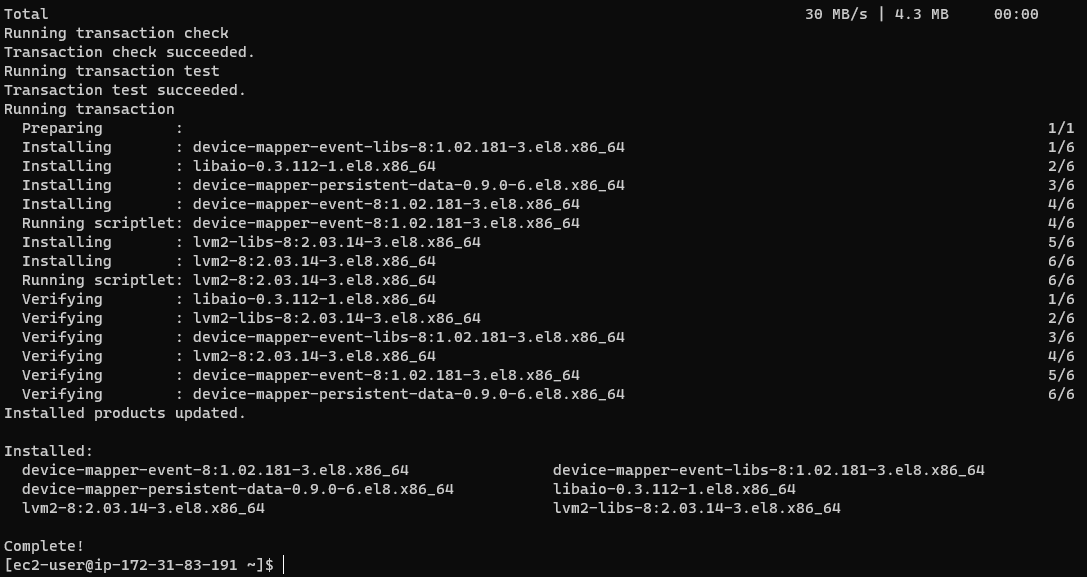 Total                                                                                    30 MB/s | 4.3 MB     00:00
Running transaction check
Transaction check succeeded.
Running transaction test
Transaction test succeeded.
Running transaction
  Preparing        :                                                                                                1/1
  Installing       : device-mapper-event-libs-8:1.02.181-3.el8.x86_64                                               1/6
  Installing       : libaio-0.3.112-1.el8.x86_64                                                                    2/6
  Installing       : device-mapper-persistent-data-0.9.0-6.el8.x86_64                                               3/6
  Installing       : device-mapper-event-8:1.02.181-3.el8.x86_64                                                    4/6
  Running scriptlet: device-mapper-event-8:1.02.181-3.el8.x86_64                                                    4/6
  Installing       : lvm2-libs-8:2.03.14-3.el8.x86_64                                                               5/6
  Installing       : lvm2-8:2.03.14-3.el8.x86_64                                                                    6/6
  Running scriptlet: lvm2-8:2.03.14-3.el8.x86_64                                                                    6/6
  Verifying        : libaio-0.3.112-1.el8.x86_64                                                                    1/6
  Verifying        : lvm2-libs-8:2.03.14-3.el8.x86_64                                                               2/6
  Verifying        : device-mapper-event-libs-8:1.02.181-3.el8.x86_64                                               3/6
  Verifying        : lvm2-8:2.03.14-3.el8.x86_64                                                                    4/6
  Verifying        : device-mapper-event-8:1.02.181-3.el8.x86_64                                                    5/6
  Verifying        : device-mapper-persistent-data-0.9.0-6.el8.x86_64                                               6/6
Installed products updated.

Installed:
  device-mapper-event-8:1.02.181-3.el8.x86_64                device-mapper-event-libs-8:1.02.181-3.el8.x86_64
  device-mapper-persistent-data-0.9.0-6.el8.x86_64           libaio-0.3.112-1.el8.x86_64
  lvm2-8:2.03.14-3.el8.x86_64                                lvm2-libs-8:2.03.14-3.el8.x86_64

Complete!
[ec2-user@ip-172-31-83-191 ~]$